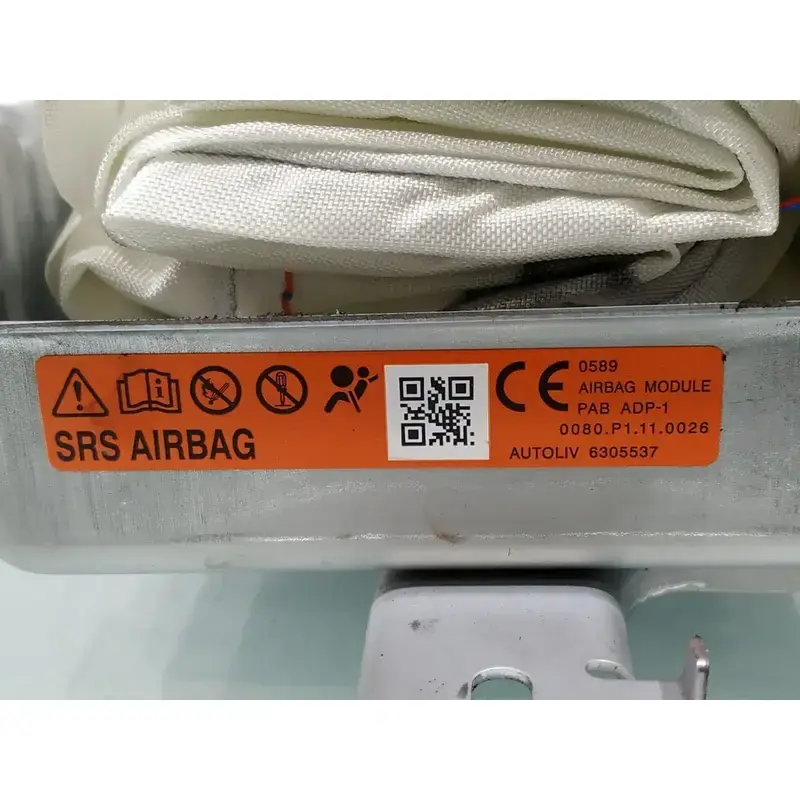 SRS AIRBAG
CE 0589
AIRBAG MODULE
PAB ADP-1
0080.P1.11.0026
AUTOLIV 6305537